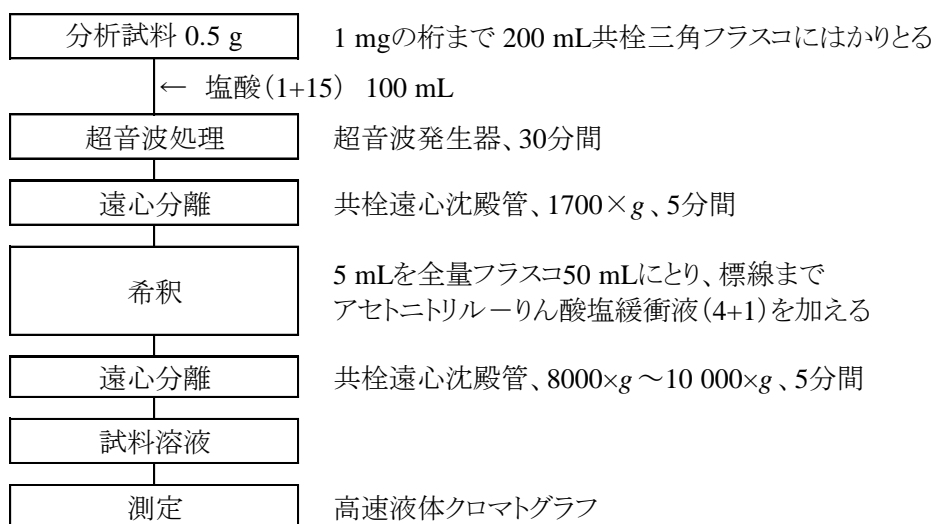 分析試料 0.5 g
1 mgの桁まで 200 mL共栓三角フラスコにはかりとる
← 塩酸（1+15） 100 mL
超音波処理
超音波発生器、30分間
遠心分離
共栓遠心沈殿管、1700×g、5分間
希釈
5 mLを全量フラスコ50 mLにとり、標線まで
アセトニトリル－りん酸塩緩衝液（4+1）を加える
遠心分離
共栓遠心沈殿管、8000×g～10 000×g、5分間
試料溶液
測定
高速液体クロマトグラフ